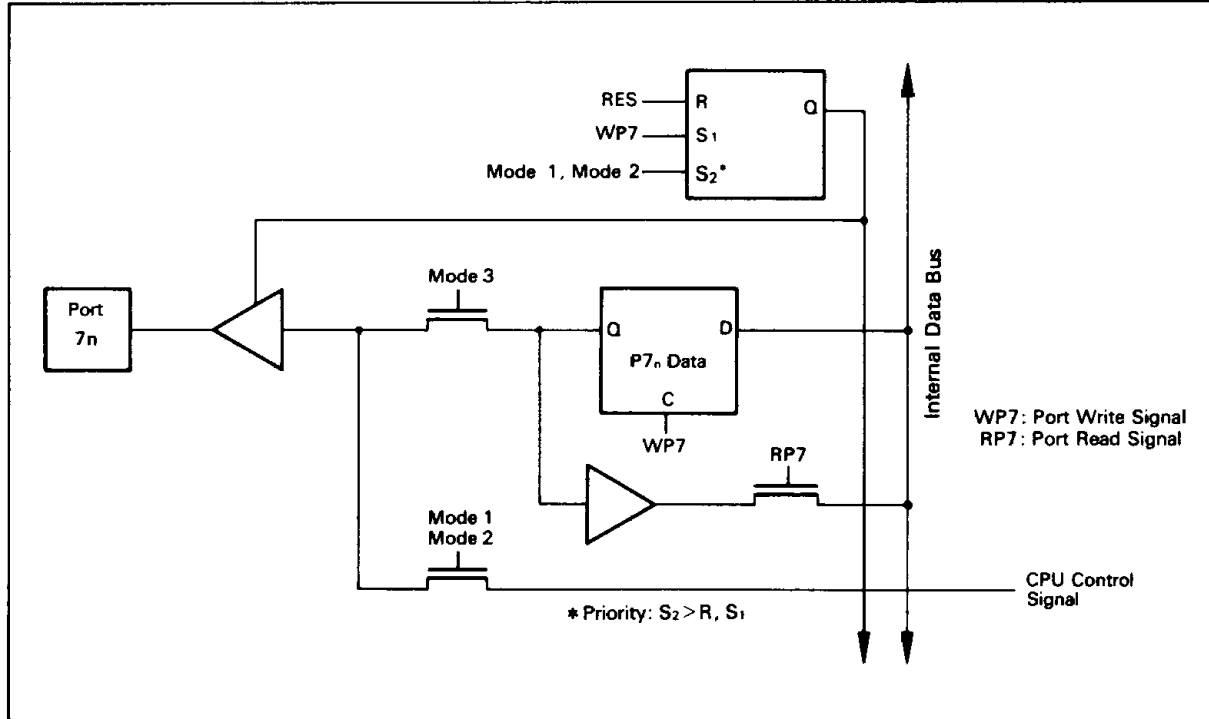 RES
R
Q
WP7
S1
Mode 1, Mode 2
S2*
Internal Data Bus
Mode 3
Port
7n
Q
D
P7n Data
C
WP7
WP7: Port Write Signal
RP7: Port Read Signal
RP7
Mode 1
Mode 2
CPU Control
Signal
* Priority: S2>R, S1